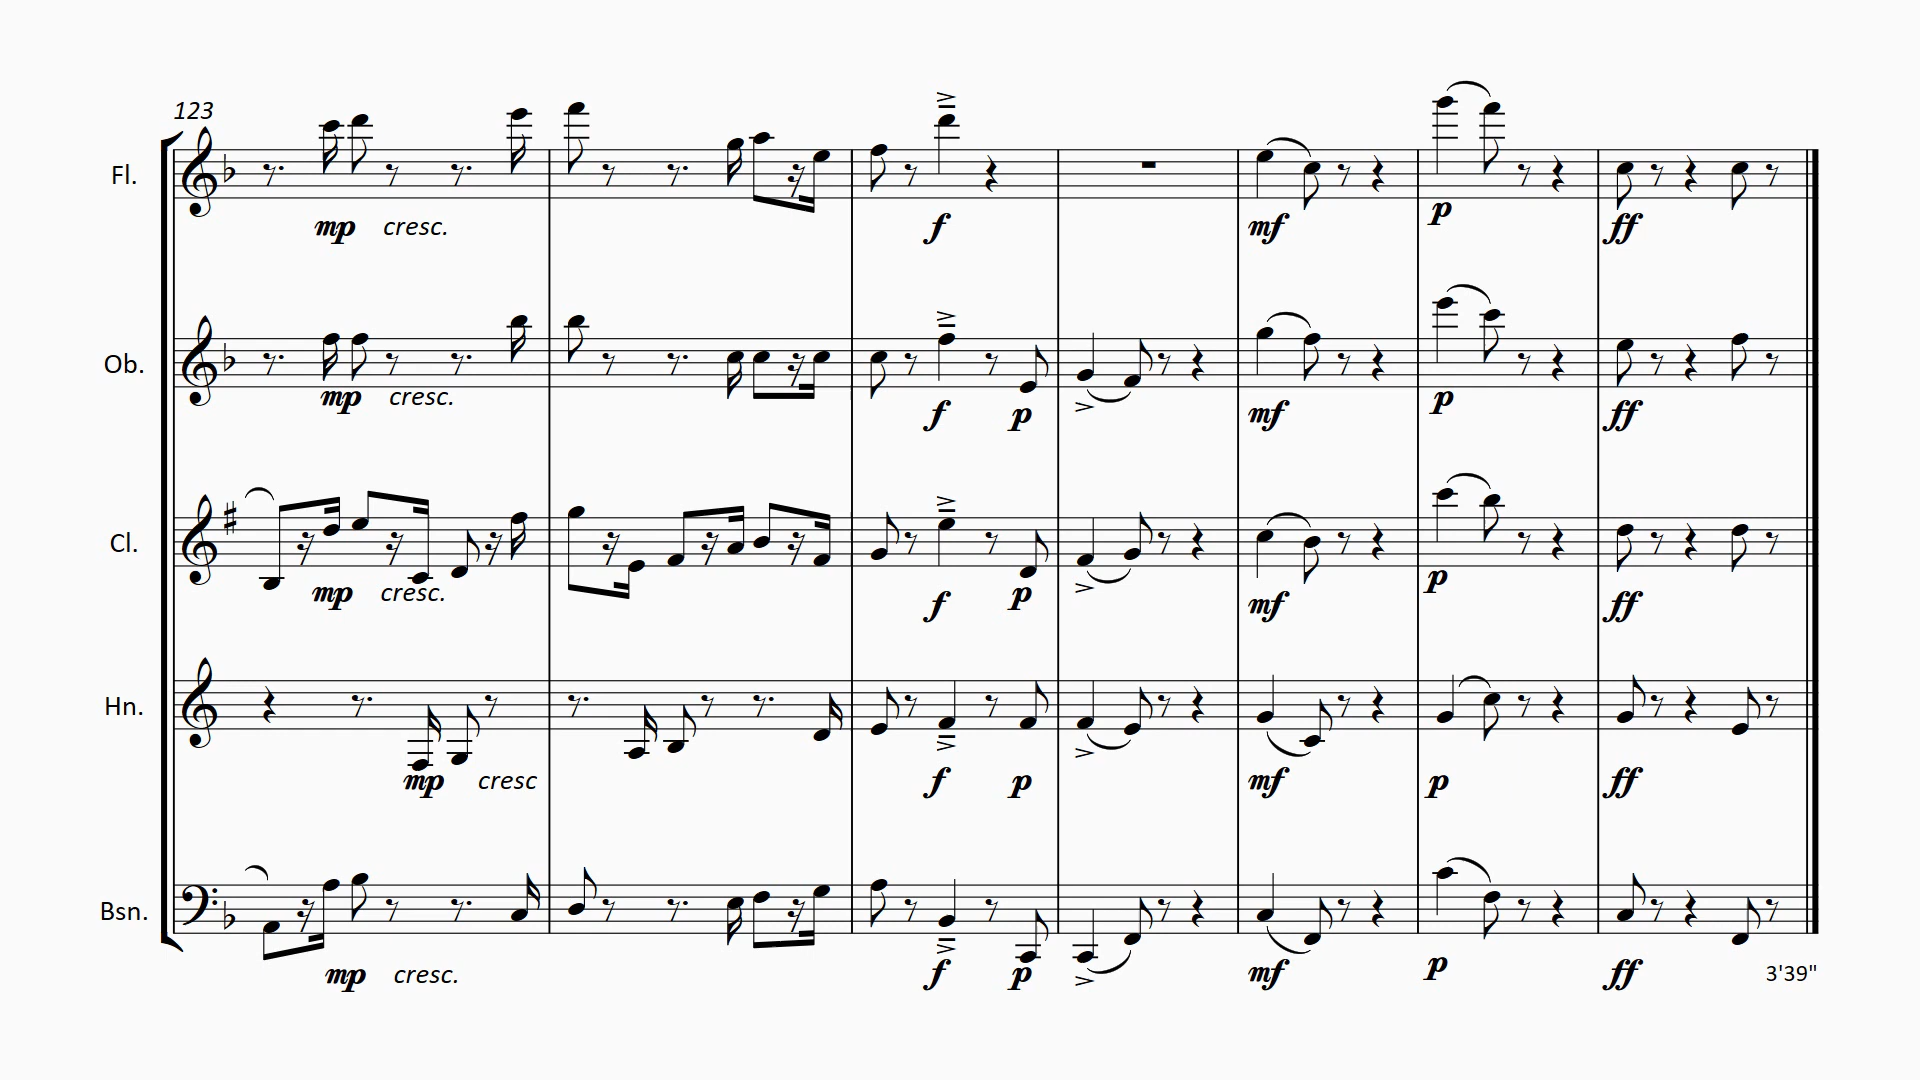 123
Fl.
mp cresc.
f
mf
p
ff
Ob.
mp cresc.
f p
mf
p
ff
Cl.
mp cresc.
f p
mf
p
ff
Hn.
mp cresc
f p
mf
p
ff
Bsn.
mp cresc.
f p
mf
p
ff
3'39"